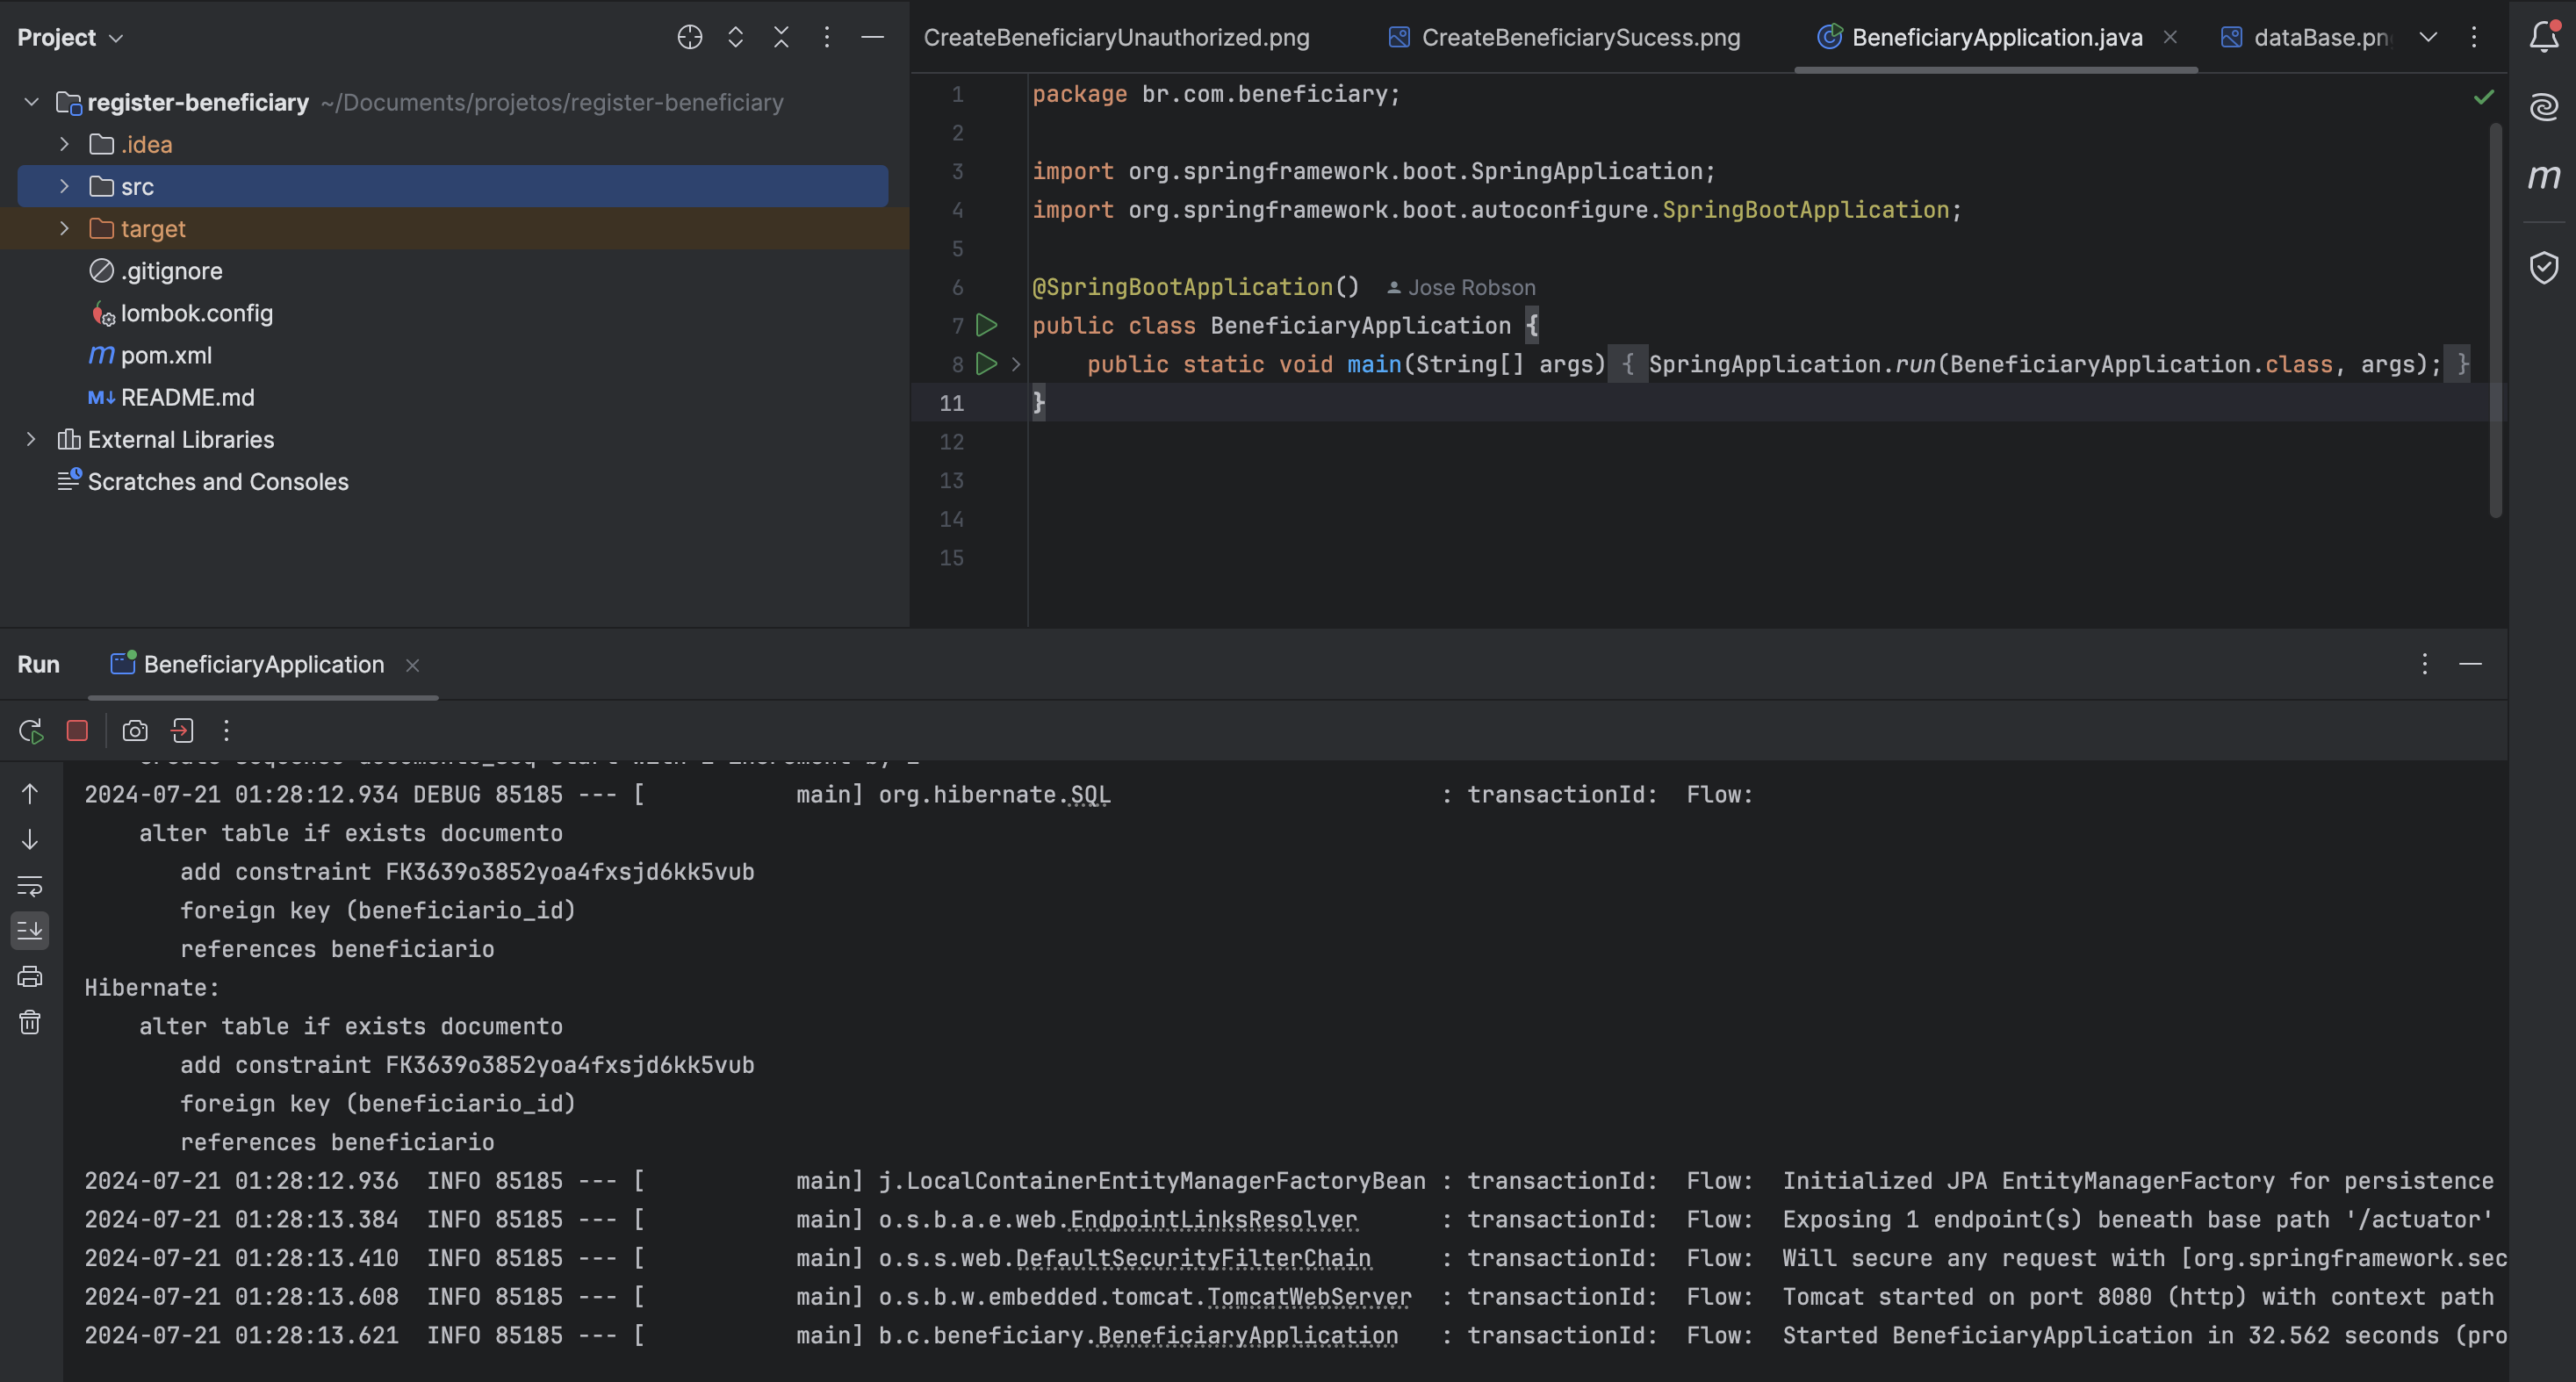 Project
register-beneficiary ~/Documents/projetos/register-beneficiary
.idea
src
target
.gitignore
lombok.config
m pom.xml
M↓ README.md
External Libraries
Scratches and Consoles
CreateBeneficiaryUnauthorized.png CreateBeneficiarySucess.png BeneficiaryApplication.java dataBase.pn
1 package br.com.beneficiary;
2
3 import org.springframework.boot.SpringApplication;
4 import org.springframework.boot.autoconfigure.SpringBootApplication;
5
6 @SpringBootApplication() Jose Robson
7 public class BeneficiaryApplication {
8 public static void main(String[] args) { SpringApplication.run(BeneficiaryApplication.class, args); }
11 }
12
13
14
15
m
Run BeneficiaryApplication
create sequence documento_seq start with 1 increment by 1
2024-07-21 01:28:12.934 DEBUG 85185 --- [ main] org.hibernate.SQL : transactionId: Flow:
alter table if exists documento
add constraint FK3639o3852yoa4fxsjd6kk5vub
foreign key (beneficiario_id)
references beneficiario
Hibernate:
alter table if exists documento
add constraint FK3639o3852yoa4fxsjd6kk5vub
foreign key (beneficiario_id)
references beneficiario
2024-07-21 01:28:12.936 INFO 85185 --- [ main] j.LocalContainerEntityManagerFactoryBean : transactionId: Flow: Initialized JPA EntityManagerFactory for persistence
2024-07-21 01:28:13.384 INFO 85185 --- [ main] o.s.b.a.e.web.EndpointLinksResolver : transactionId: Flow: Exposing 1 endpoint(s) beneath base path '/actuator'
2024-07-21 01:28:13.410 INFO 85185 --- [ main] o.s.s.web.DefaultSecurityFilterChain : transactionId: Flow: Will secure any request with [org.springframework.sec
2024-07-21 01:28:13.608 INFO 85185 --- [ main] o.s.b.w.embedded.tomcat.TomcatWebServer : transactionId: Flow: Tomcat started on port 8080 (http) with context path
2024-07-21 01:28:13.621 INFO 85185 --- [ main] b.c.beneficiary.BeneficiaryApplication : transactionId: Flow: Started BeneficiaryApplication in 32.562 seconds (pro